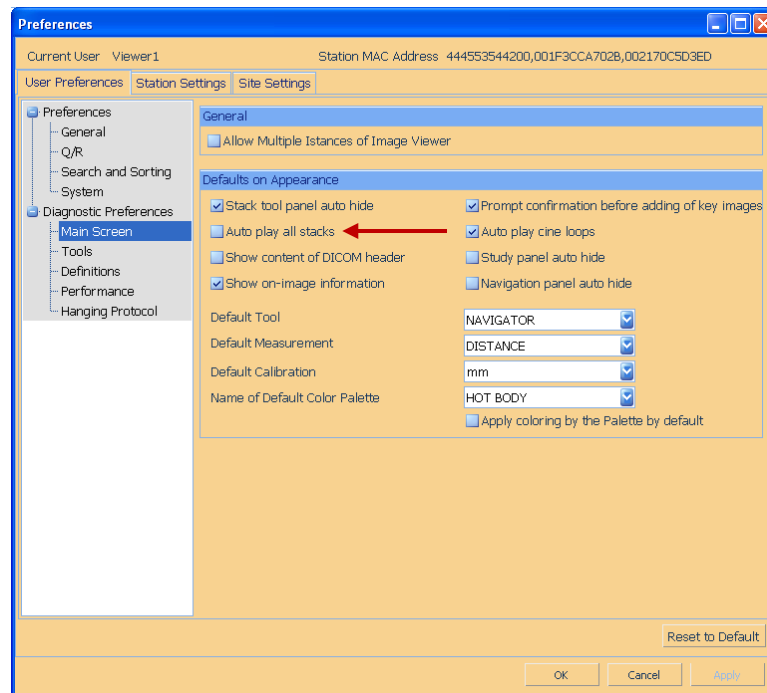 Preferences
Current User Viewer1 Station MAC Address 444553544200,001F3CCA702B,002170C5D3ED
User Preferences Station Settings Site Settings
Preferences
General
Q/R
Search and Sorting
System
Diagnostic Preferences
Main Screen
Tools
Definitions
Performance
Hanging Protocol
General
Allow Multiple Istances of Image Viewer
Defaults on Appearance
Stack tool panel auto hide Prompt confirmation before adding of key images
Auto play all stacks Auto play cine loops
Show content of DICOM header Study panel auto hide
Show on-image information Navigation panel auto hide
Default Tool NAVIGATOR
Default Measurement DISTANCE
Default Calibration mm
Name of Default Color Palette HOT BODY
Apply coloring by the Palette by default
Reset to Default
OK Cancel Apply